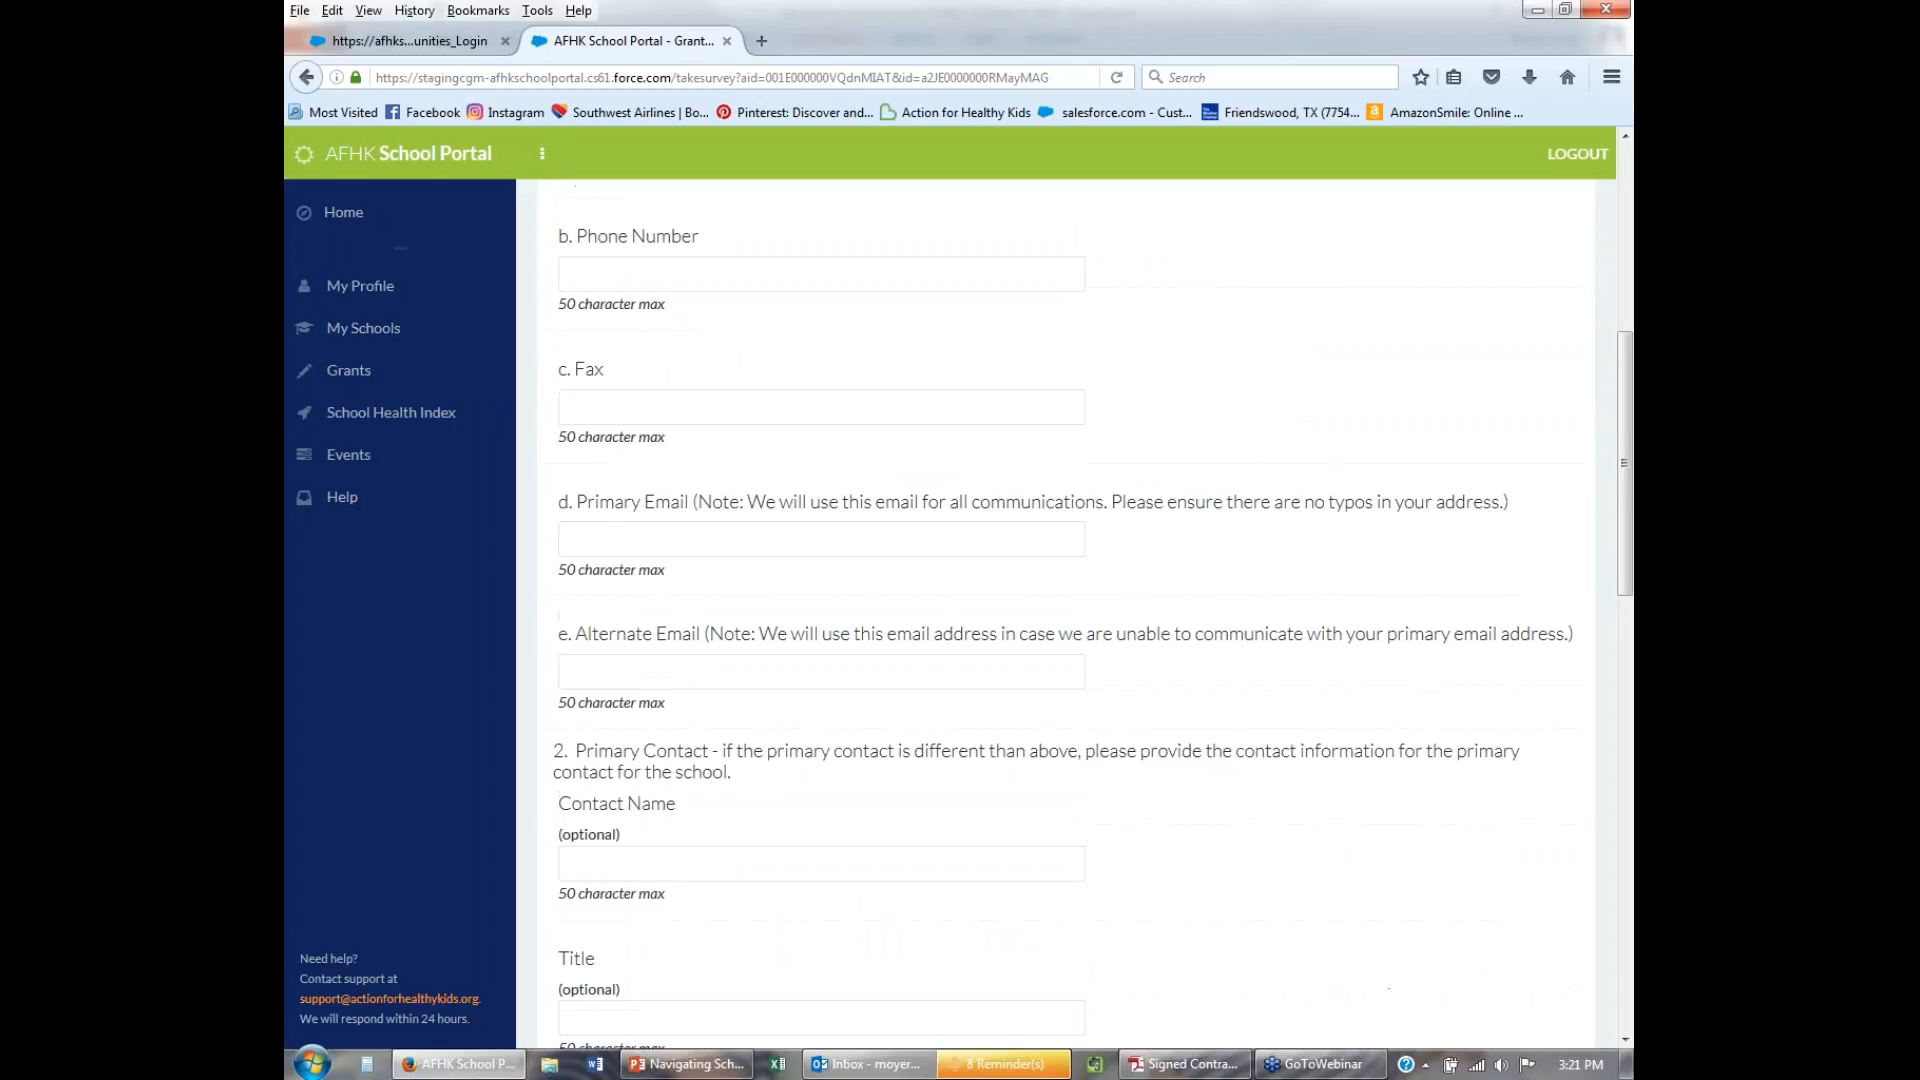 File Edit View History Bookmarks Tools Help
https://afhks...unities_Login
AFHK School Portal - Grant...
https://stagingcgm-afhkschoolportal.cs61.force.com/takesurvey?aid=001E000000VQdnMIAT&id=a2JE0000000RMayMAG
Search
Most Visited Facebook Instagram Southwest Airlines | Bo... Pinterest: Discover and... Action for Healthy Kids salesforce.com - Cust... Friendswood, TX (7754... AmazonSmile: Online ...
AFHK School Portal
LOGOUT
Home
My Profile
My Schools
Grants
School Health Index
Events
Help
Need help?
Contact support at
support@actionforhealthykids.org.
We will respond within 24 hours.
b. Phone Number
50 character max
c. Fax
50 character max
d. Primary Email (Note: We will use this email for all communications. Please ensure there are no typos in your address.)
50 character max
e. Alternate Email (Note: We will use this email address in case we are unable to communicate with your primary email address.)
50 character max
2. Primary Contact - if the primary contact is different than above, please provide the contact information for the primary
contact for the school.
Contact Name
(optional)
50 character max
Title
(optional)
50 character max
AFHK School P...
Navigating Sch...
Inbox - moyer...
8 Reminder(s)
Signed Contra...
GoToWebinar
3:21 PM